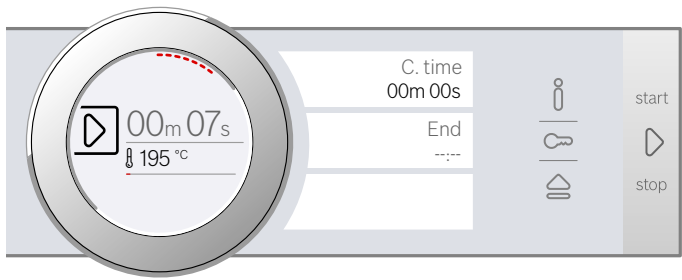 00m 07s
195 °C
C. time
00m 00s
End
--:--
start
stop